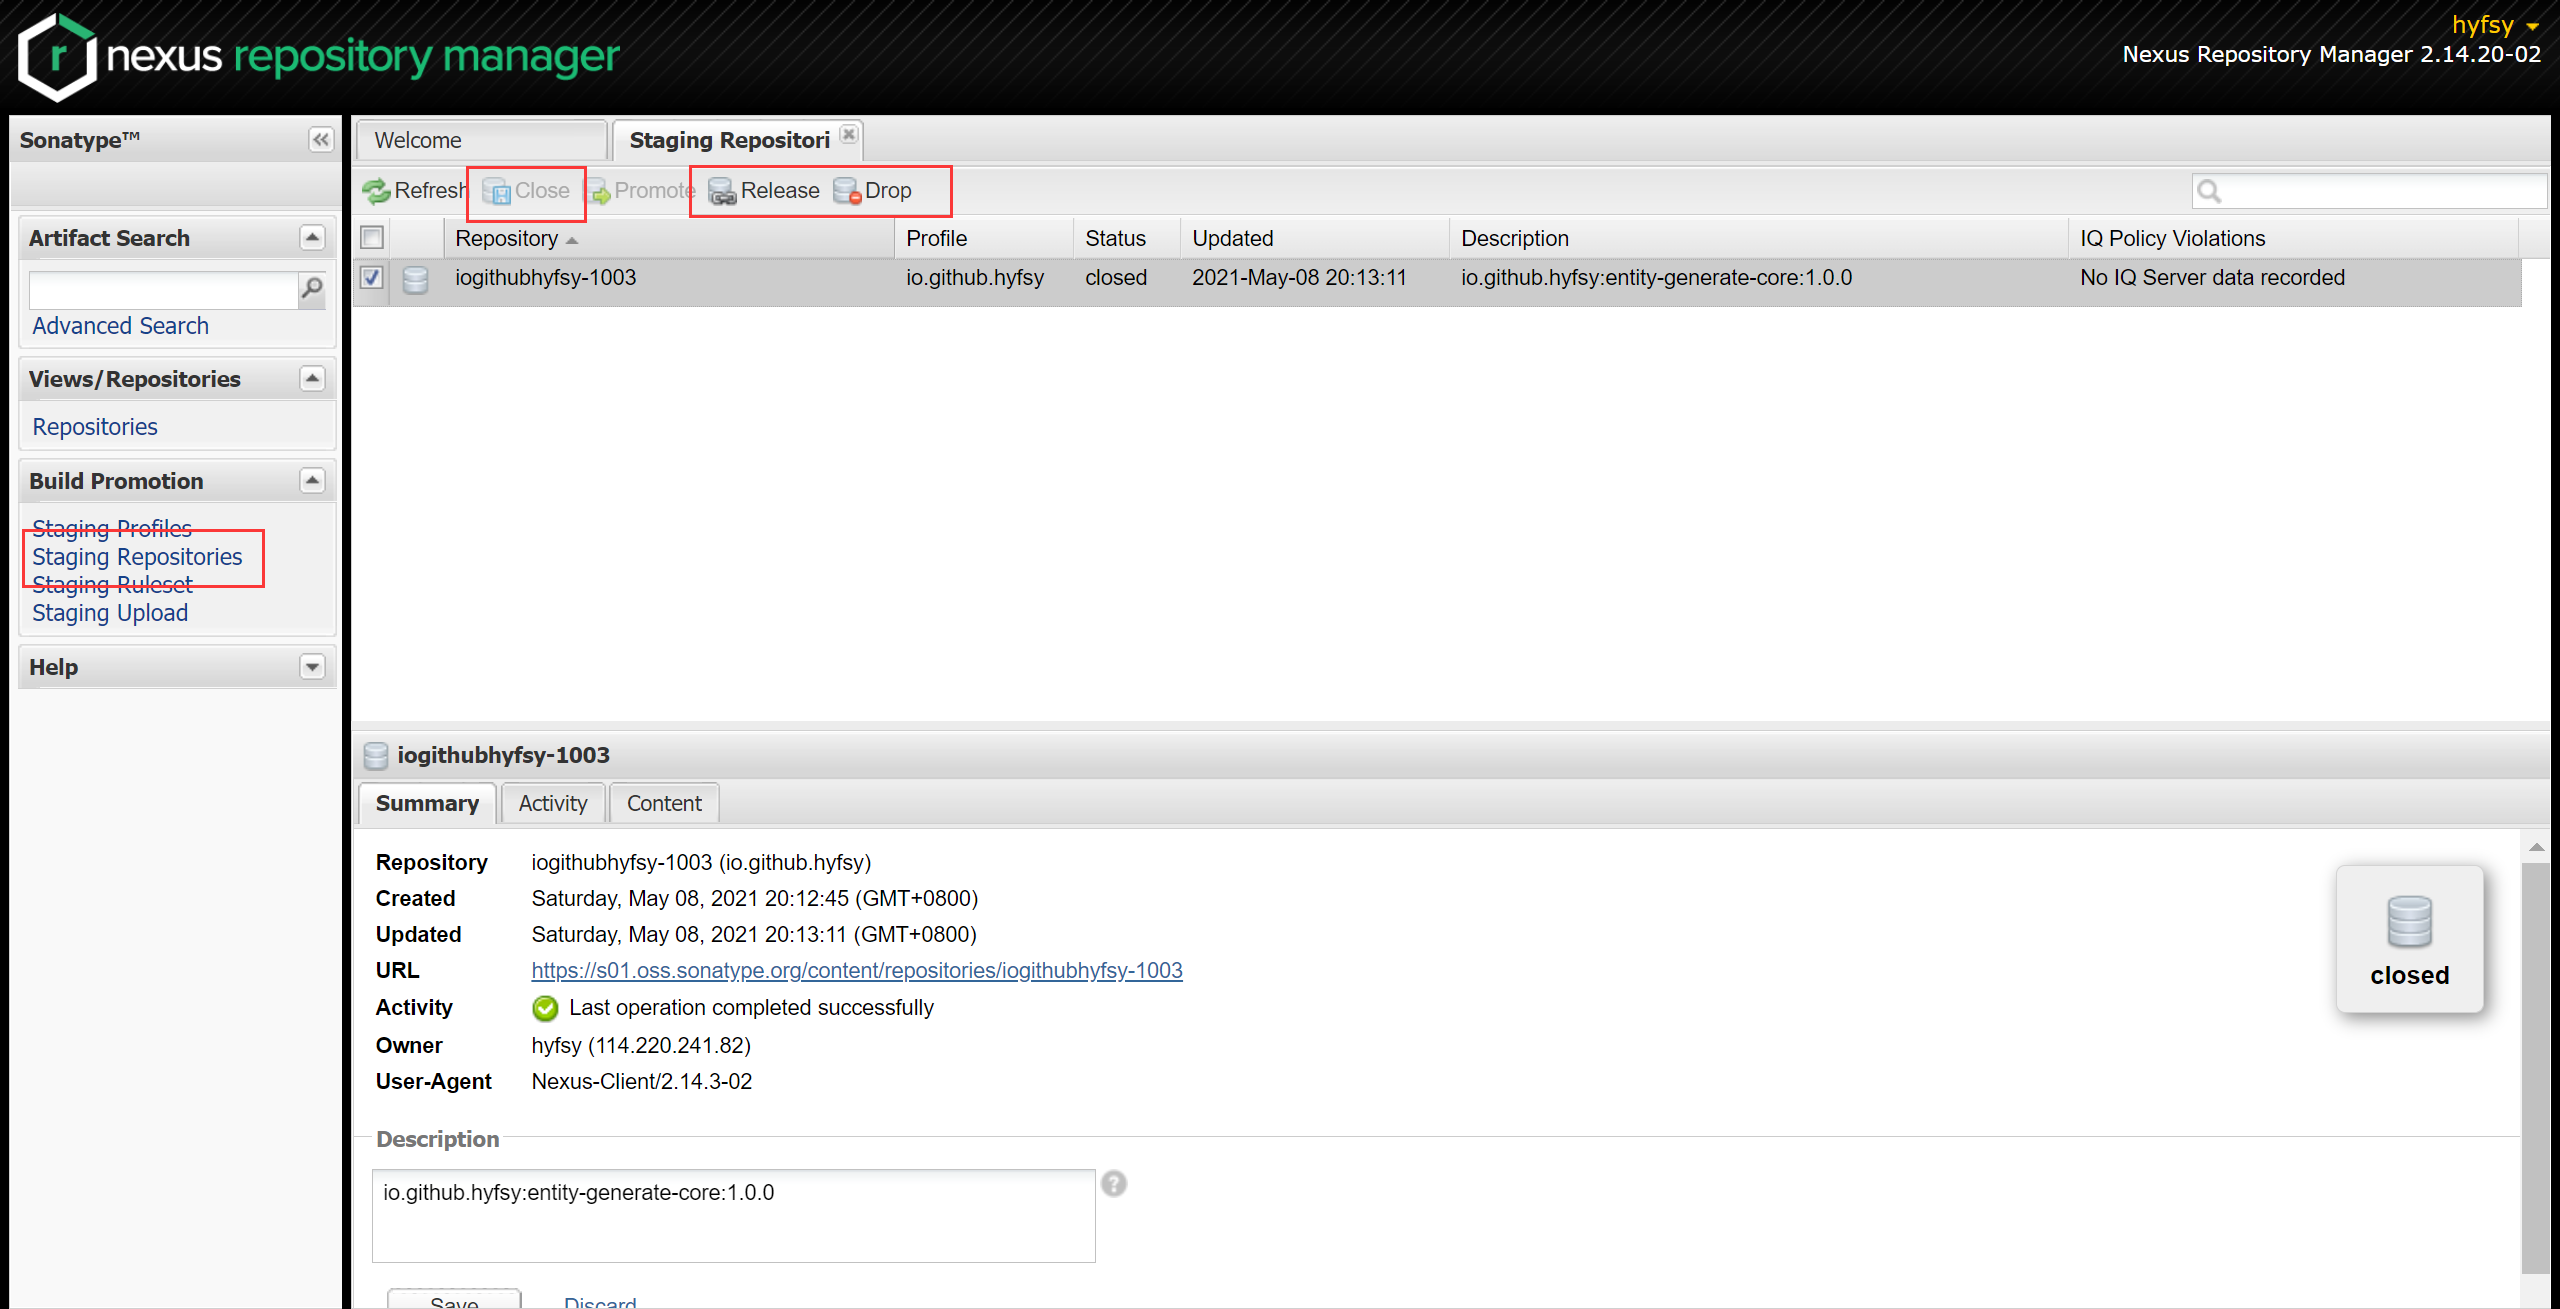 nexus repository manager
hyfsy
Nexus Repository Manager 2.14.20-02
Sonatype™
Welcome
Staging Repositori
Refresh Close Promote Release Drop
Artifact Search
Advanced Search
Views/Repositories
Repositories
Build Promotion
Staging Profiles
Staging Repositories
Staging Ruleset
Staging Upload
Help
Repository Profile Status Updated Description IQ Policy Violations
iogithubhyfsy-1003 io.github.hyfsy closed 2021-May-08 20:13:11 io.github.hyfsy:entity-generate-core:1.0.0 No IQ Server data recorded
iogithubhyfsy-1003
Summary Activity Content
Repository iogithubhyfsy-1003 (io.github.hyfsy)
Created Saturday, May 08, 2021 20:12:45 (GMT+0800)
Updated Saturday, May 08, 2021 20:13:11 (GMT+0800)
URL https://s01.oss.sonatype.org/content/repositories/iogithubhyfsy-1003
Activity Last operation completed successfully
Owner hyfsy (114.220.241.82)
User-Agent Nexus-Client/2.14.3-02
closed
Description
io.github.hyfsy:entity-generate-core:1.0.0
Save Discard